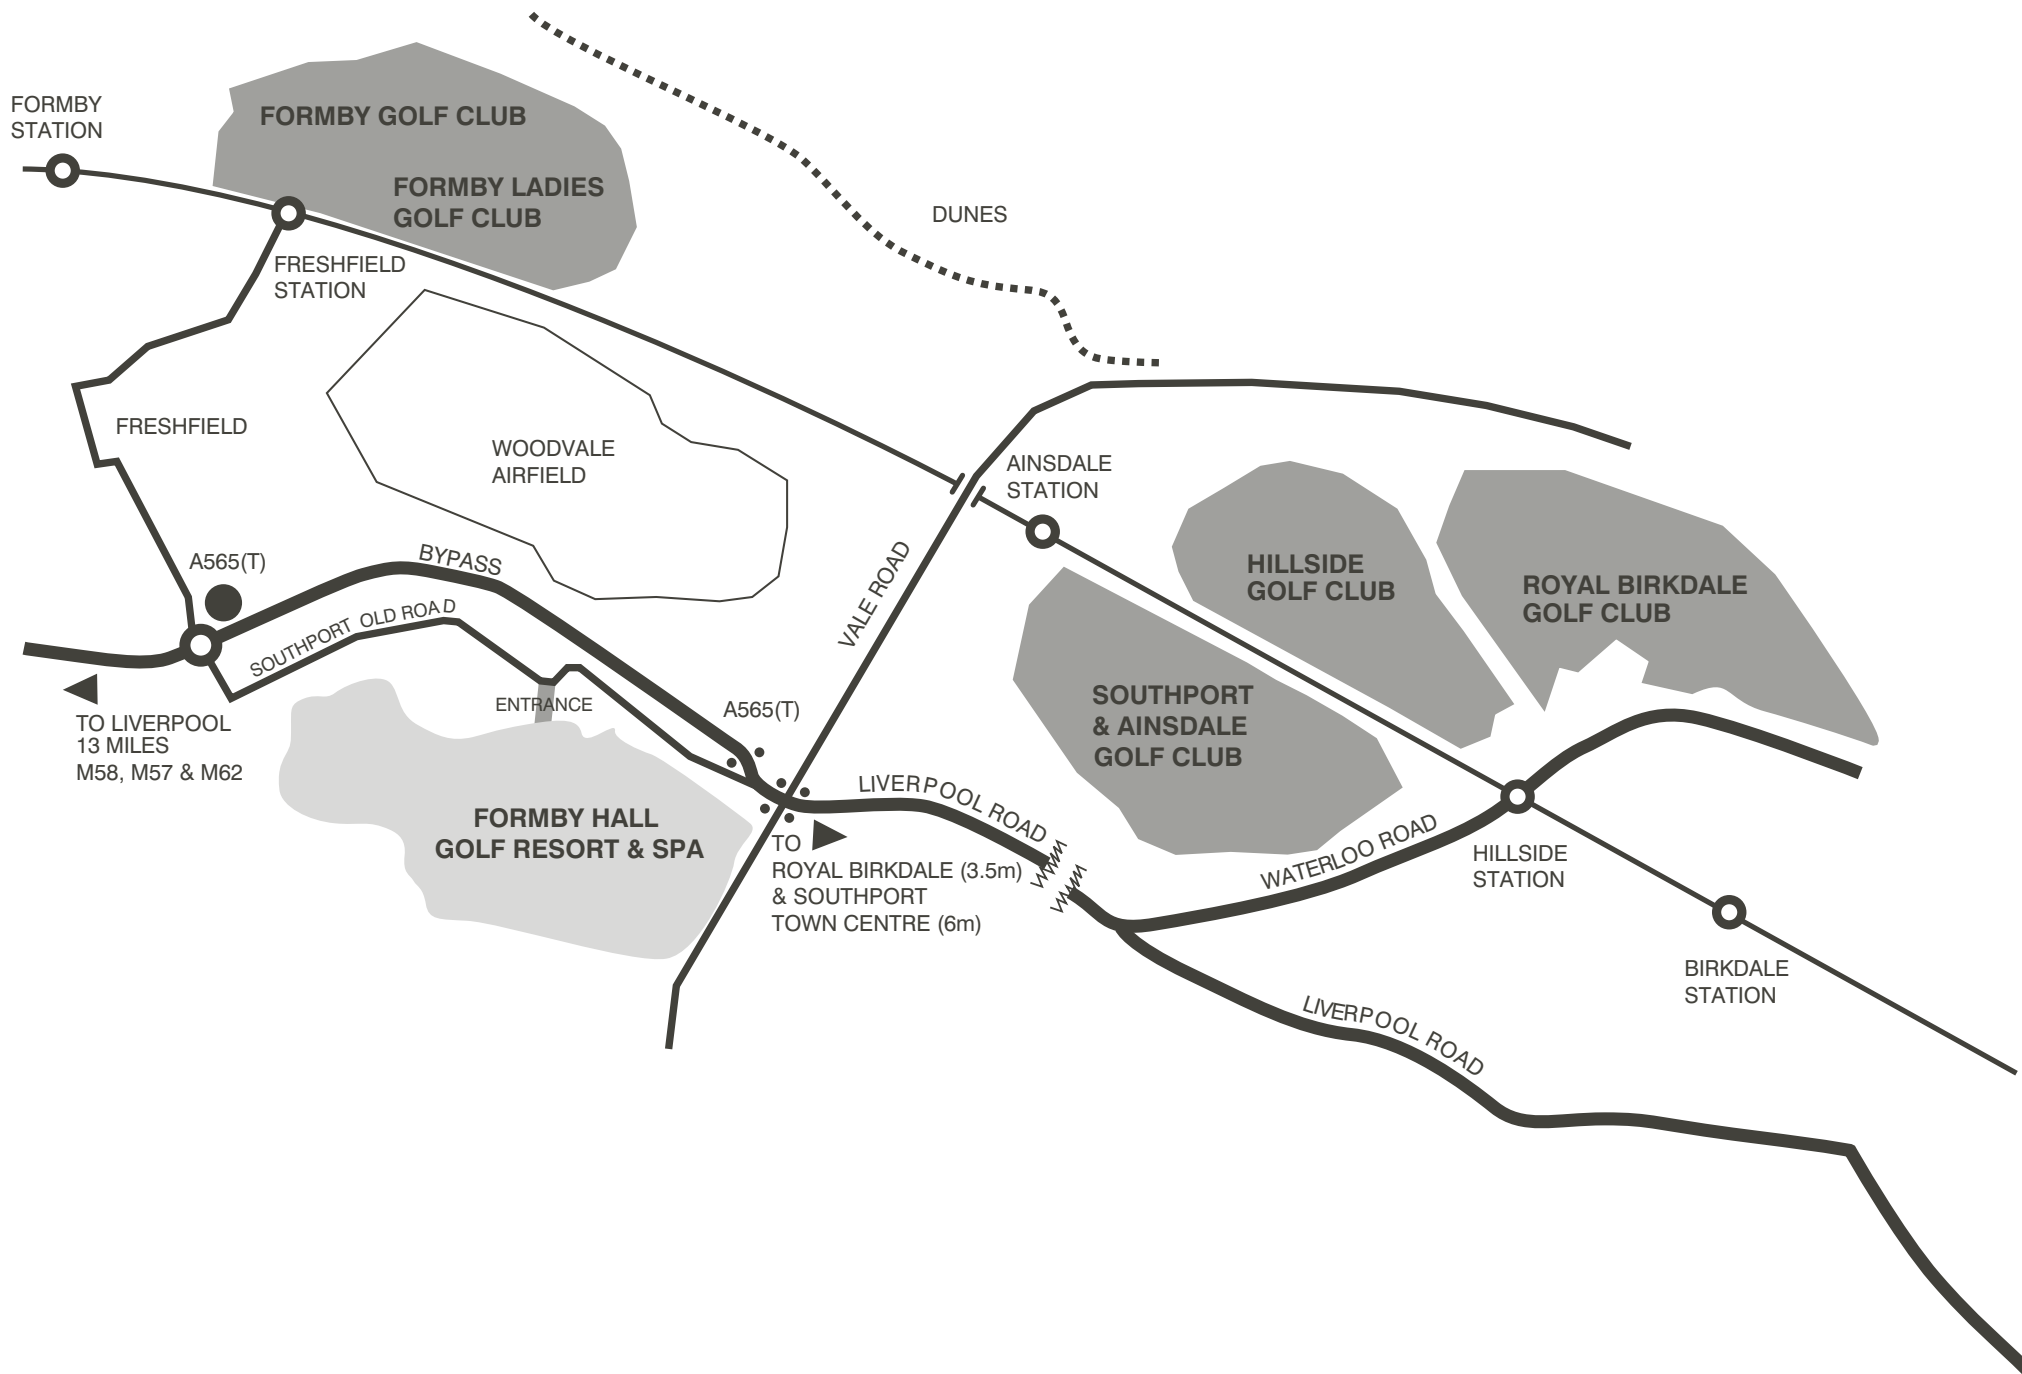 FORMBY
STATION
FORMBY GOLF CLUB
FORMBY LADIES
GOLF CLUB
DUNES
FRESHFIELD
STATION
FRESHFIELD
WOODVALE
AIRFIELD
AINSDALE
STATION
A565(T)
BYPASS
SOUTHPORT OLD ROAD
VALE ROAD
HILLSIDE
GOLF CLUB
ROYAL BIRKDALE
GOLF CLUB
TO LIVERPOOL
13 MILES
M58, M57 & M62
ENTRANCE
A565(T)
SOUTHPORT
& AINSDALE
GOLF CLUB
FORMBY HALL
GOLF RESORT & SPA
LIVERPOOL ROAD
TO
ROYAL BIRKDALE (3.5m)
& SOUTHPORT
TOWN CENTRE (6m)
WATERLOO ROAD
HILLSIDE
STATION
BIRKDALE
STATION
LIVERPOOL ROAD